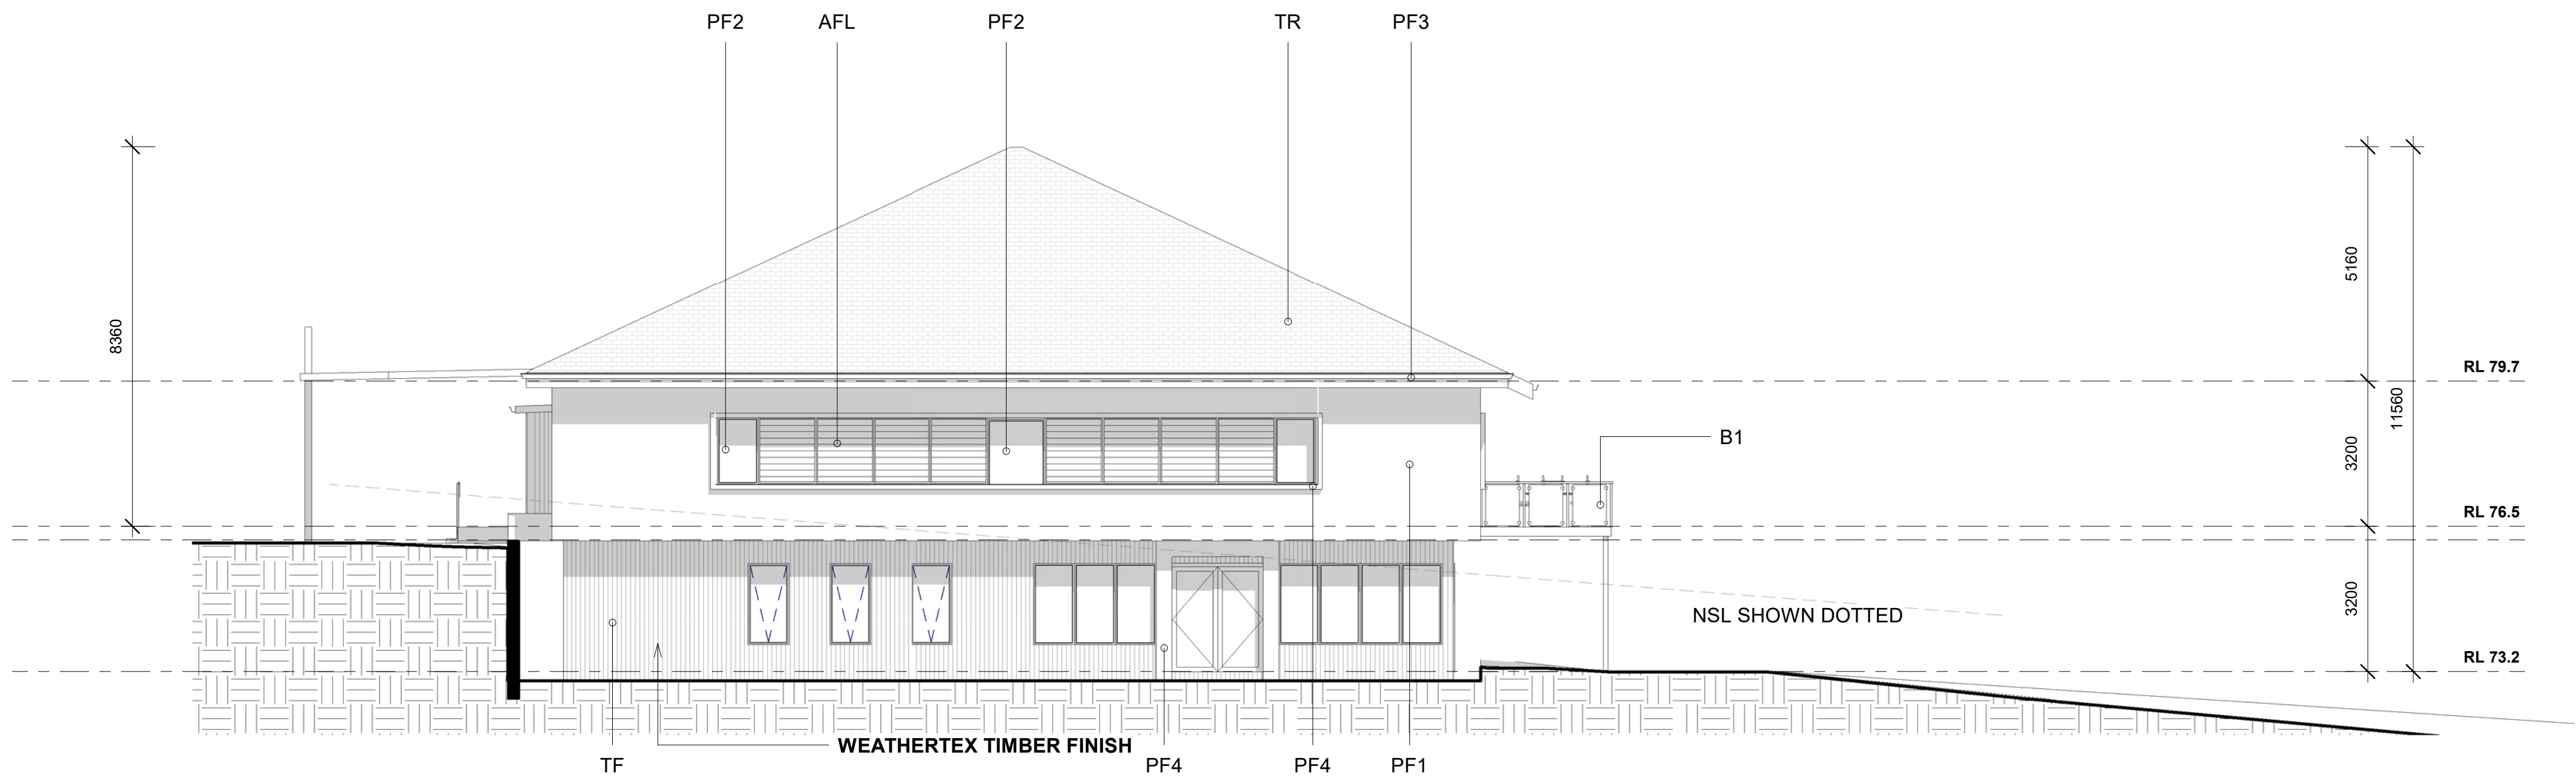 PF2 AFL PF2 TR PF3
5160
8360
RL 79.7
11560
B1
3200
RL 76.5
3200
NSL SHOWN DOTTED
RL 73.2
WEATHERTEX TIMBER FINISH
TF PF4 PF4 PF1